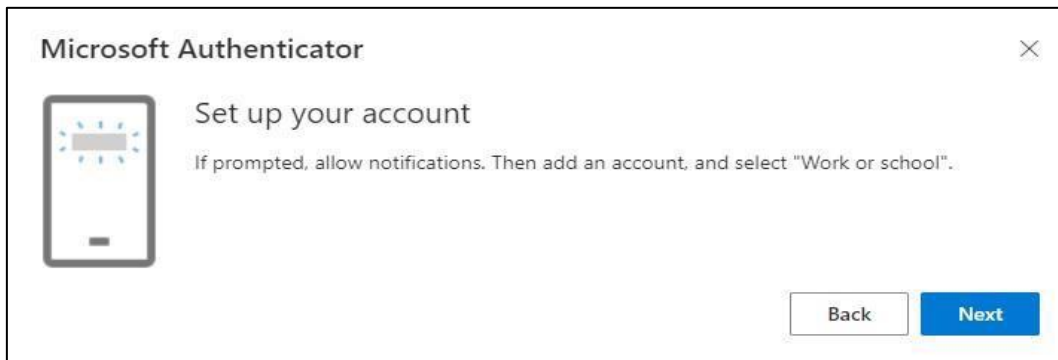 Microsoft Authenticator
Set up your account
If prompted, allow notifications. Then add an account, and select "Work or school".
Back
Next